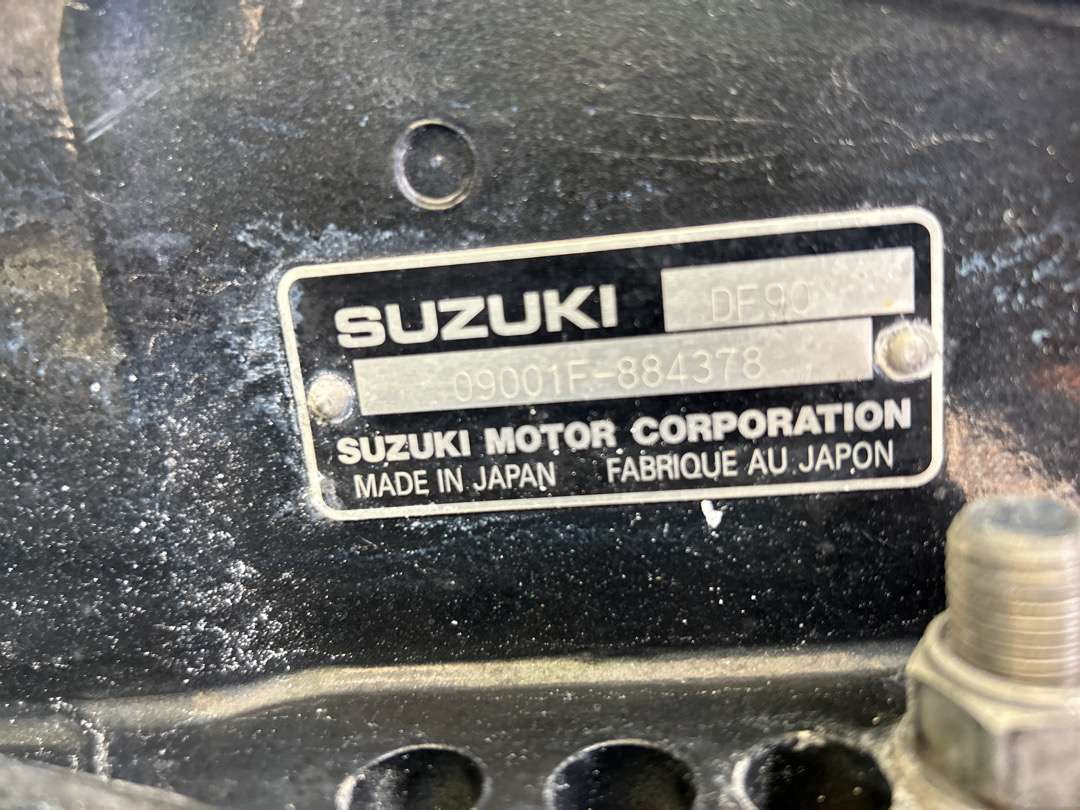 SUZUKI DF90
09001F-884378
SUZUKI MOTOR CORPORATION
MADE IN JAPAN FABRIQUE AU JAPON